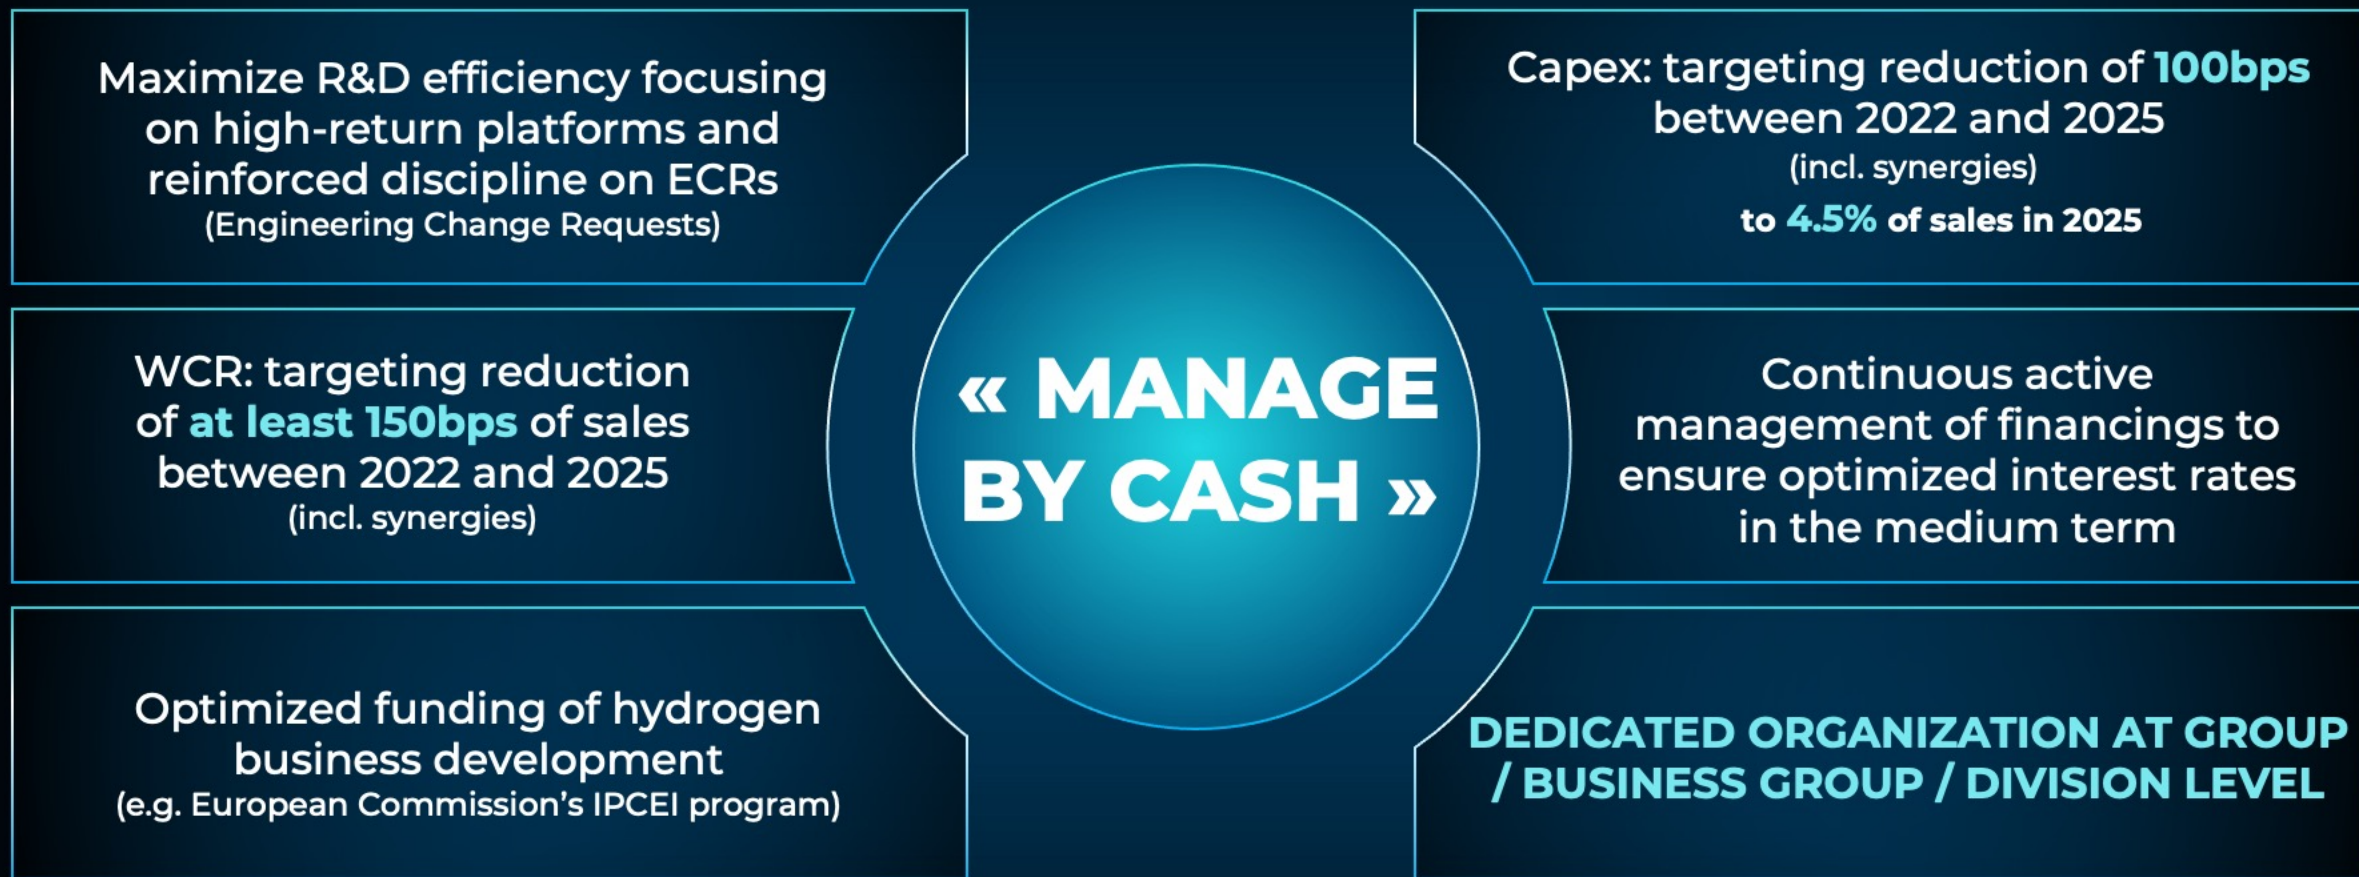 Maximize R&D efficiency focusing
on high-return platforms and
reinforced discipline on ECRs
(Engineering Change Requests)
WCR: targeting reduction
of at least 150bps of sales
between 2022 and 2025
(incl. synergies)
Optimized funding of hydrogen
business development
(e.g. European Commission’s IPCEI program)
« MANAGE
BY CASH »
Capex: targeting reduction of 100bps
between 2022 and 2025
(incl. synergies)
to 4.5% of sales in 2025
Continuous active
management of financings to
ensure optimized interest rates
in the medium term
DEDICATED ORGANIZATION AT GROUP
/ BUSINESS GROUP / DIVISION LEVEL